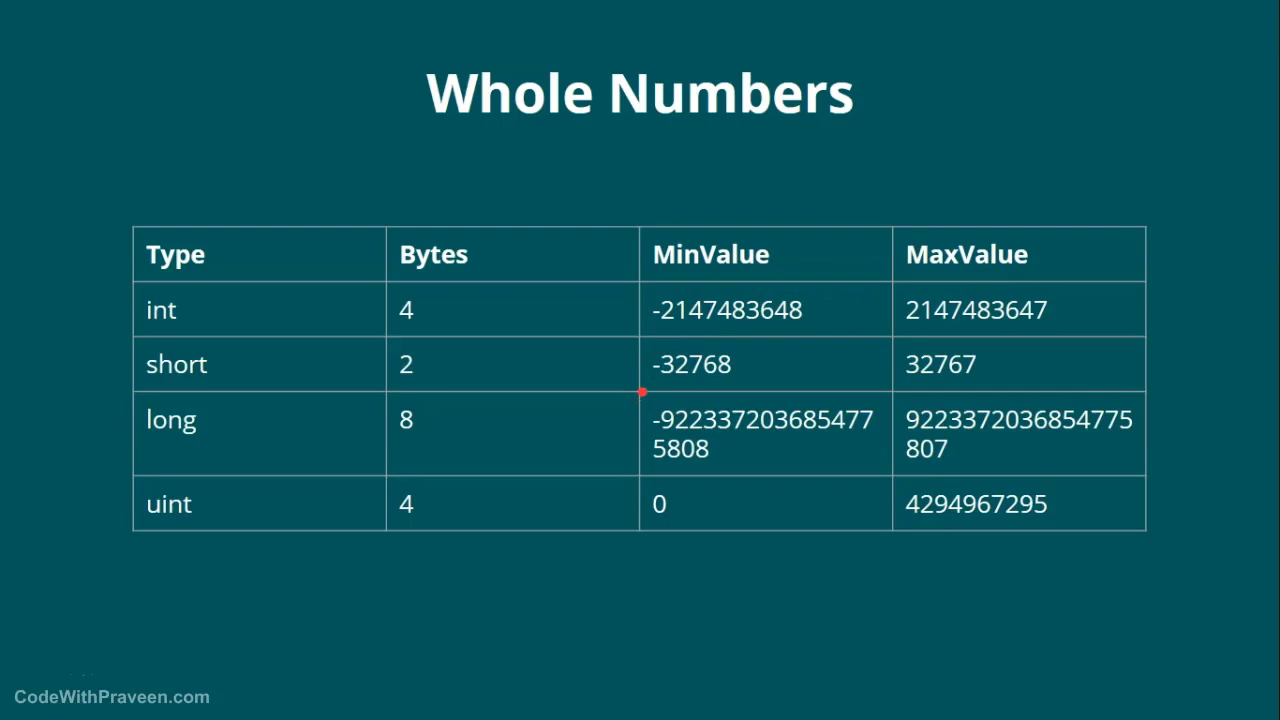 Whole Numbers
Type Bytes MinValue MaxValue
int 4 -2147483648 2147483647
short 2 -32768 32767
long 8 -922337203685477 9223372036854775
5808 807
uint 4 0 4294967295
CodeWithPraveen.com